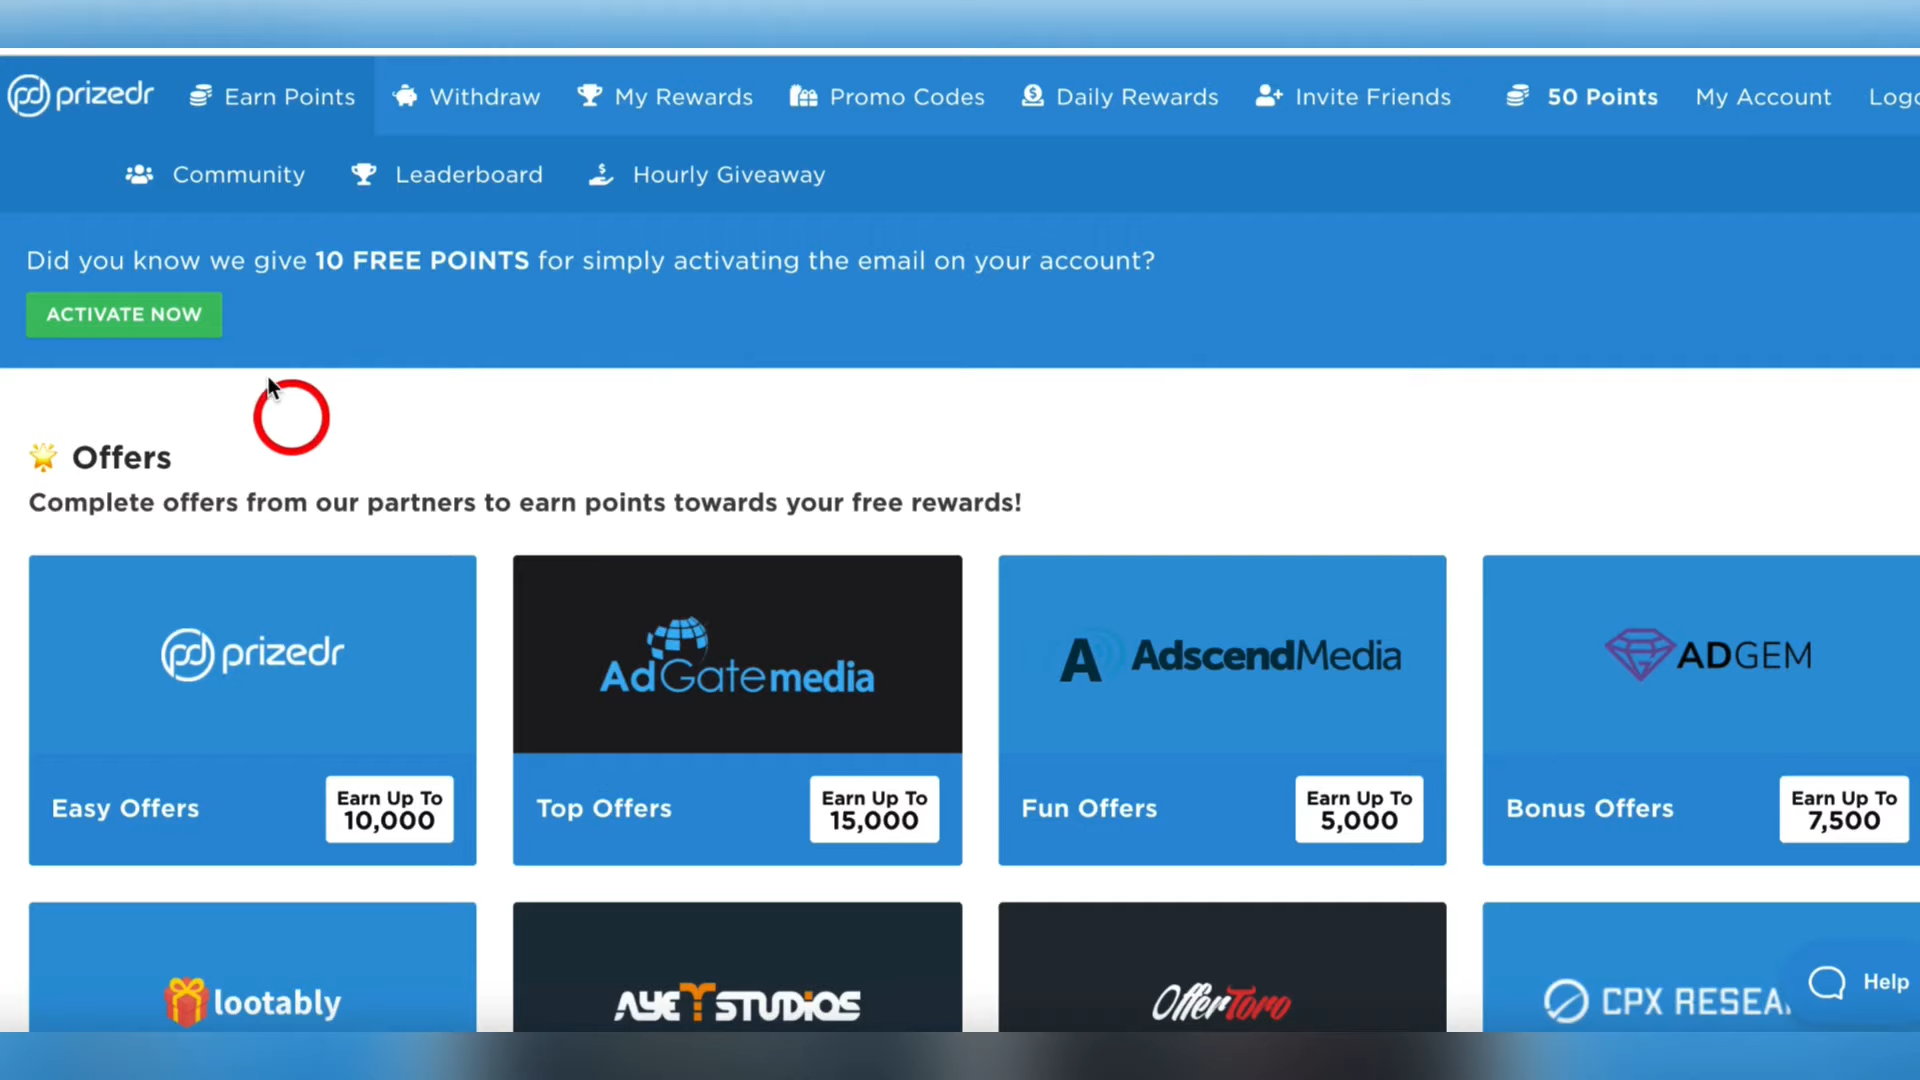 prizedr Earn Points Withdraw My Rewards Promo Codes Daily Rewards Invite Friends 50 Points My Account Logo
Community Leaderboard Hourly Giveaway
Did you know we give 10 FREE POINTS for simply activating the email on your account?
ACTIVATE NOW
Offers
Complete offers from our partners to earn points towards your free rewards!
prizedr
AdGatemedia
A AdscendMedia
ADGEM
Easy Offers
Earn Up To
10,000
Top Offers
Earn Up To
15,000
Fun Offers
Earn Up To
5,000
Bonus Offers
Earn Up To
7,500
lootably
AYET STUDIOS
OfferToro
CPX RESEA
Help